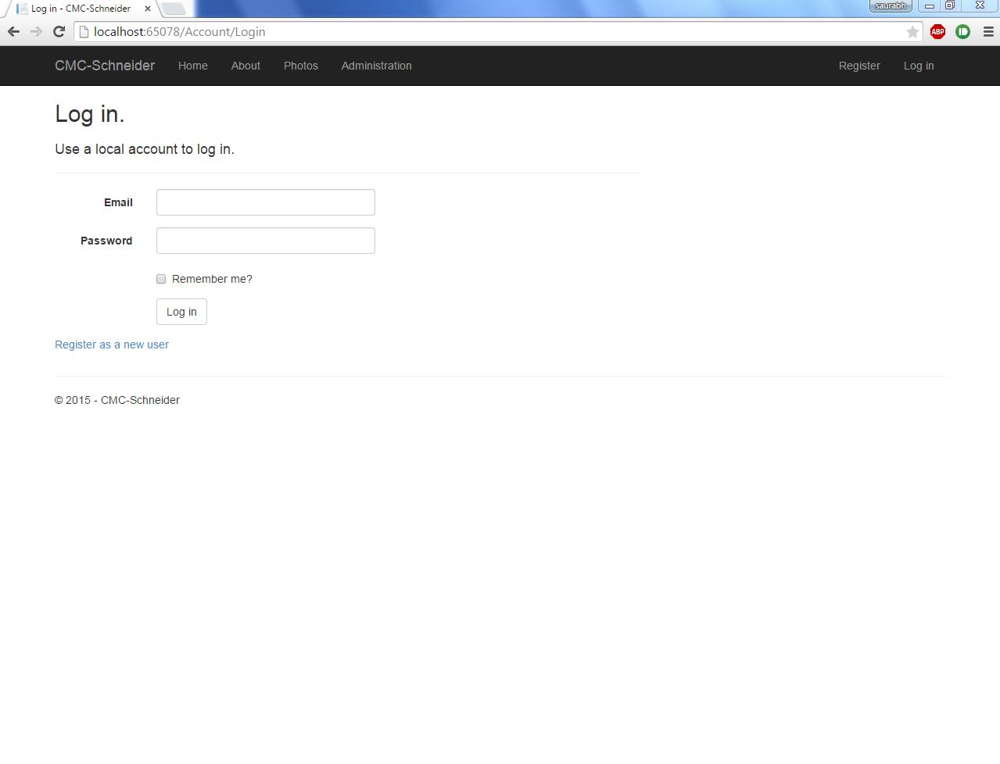 Log in - CMC-Schneider
saurabh
localhost:65078/Account/Login
ABP
CMC-Schneider Home About Photos Administration Register Log in
Log in.
Use a local account to log in.
Email
Password
Remember me?
Log in
Register as a new user
© 2015 - CMC-Schneider